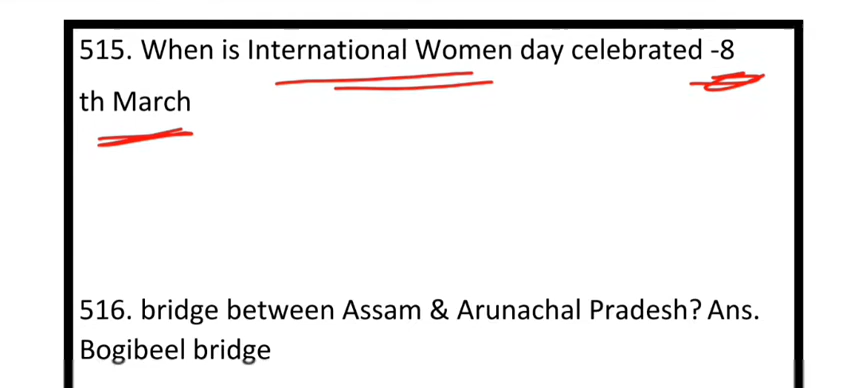 515. When is International Women day celebrated -8
th March
516. bridge between Assam & Arunachal Pradesh? Ans.
Bogibeel bridge